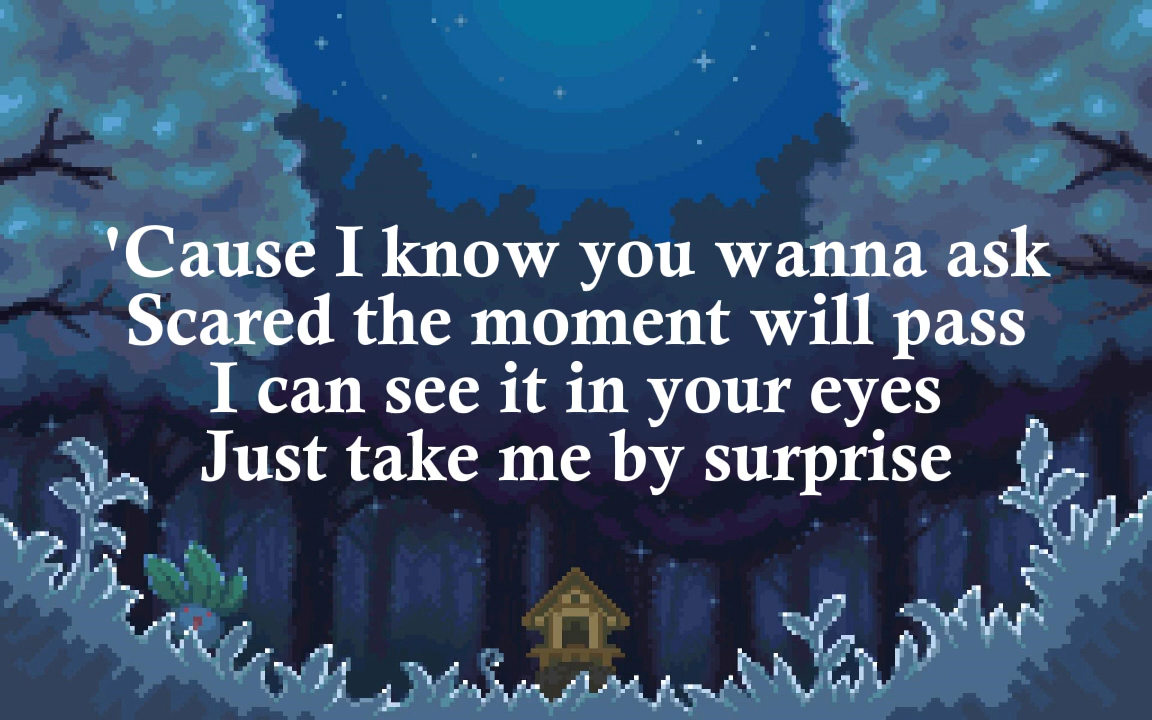 'Cause I know you wanna ask
Scared the moment will pass
I can see it in your eyes
Just take me by surprise